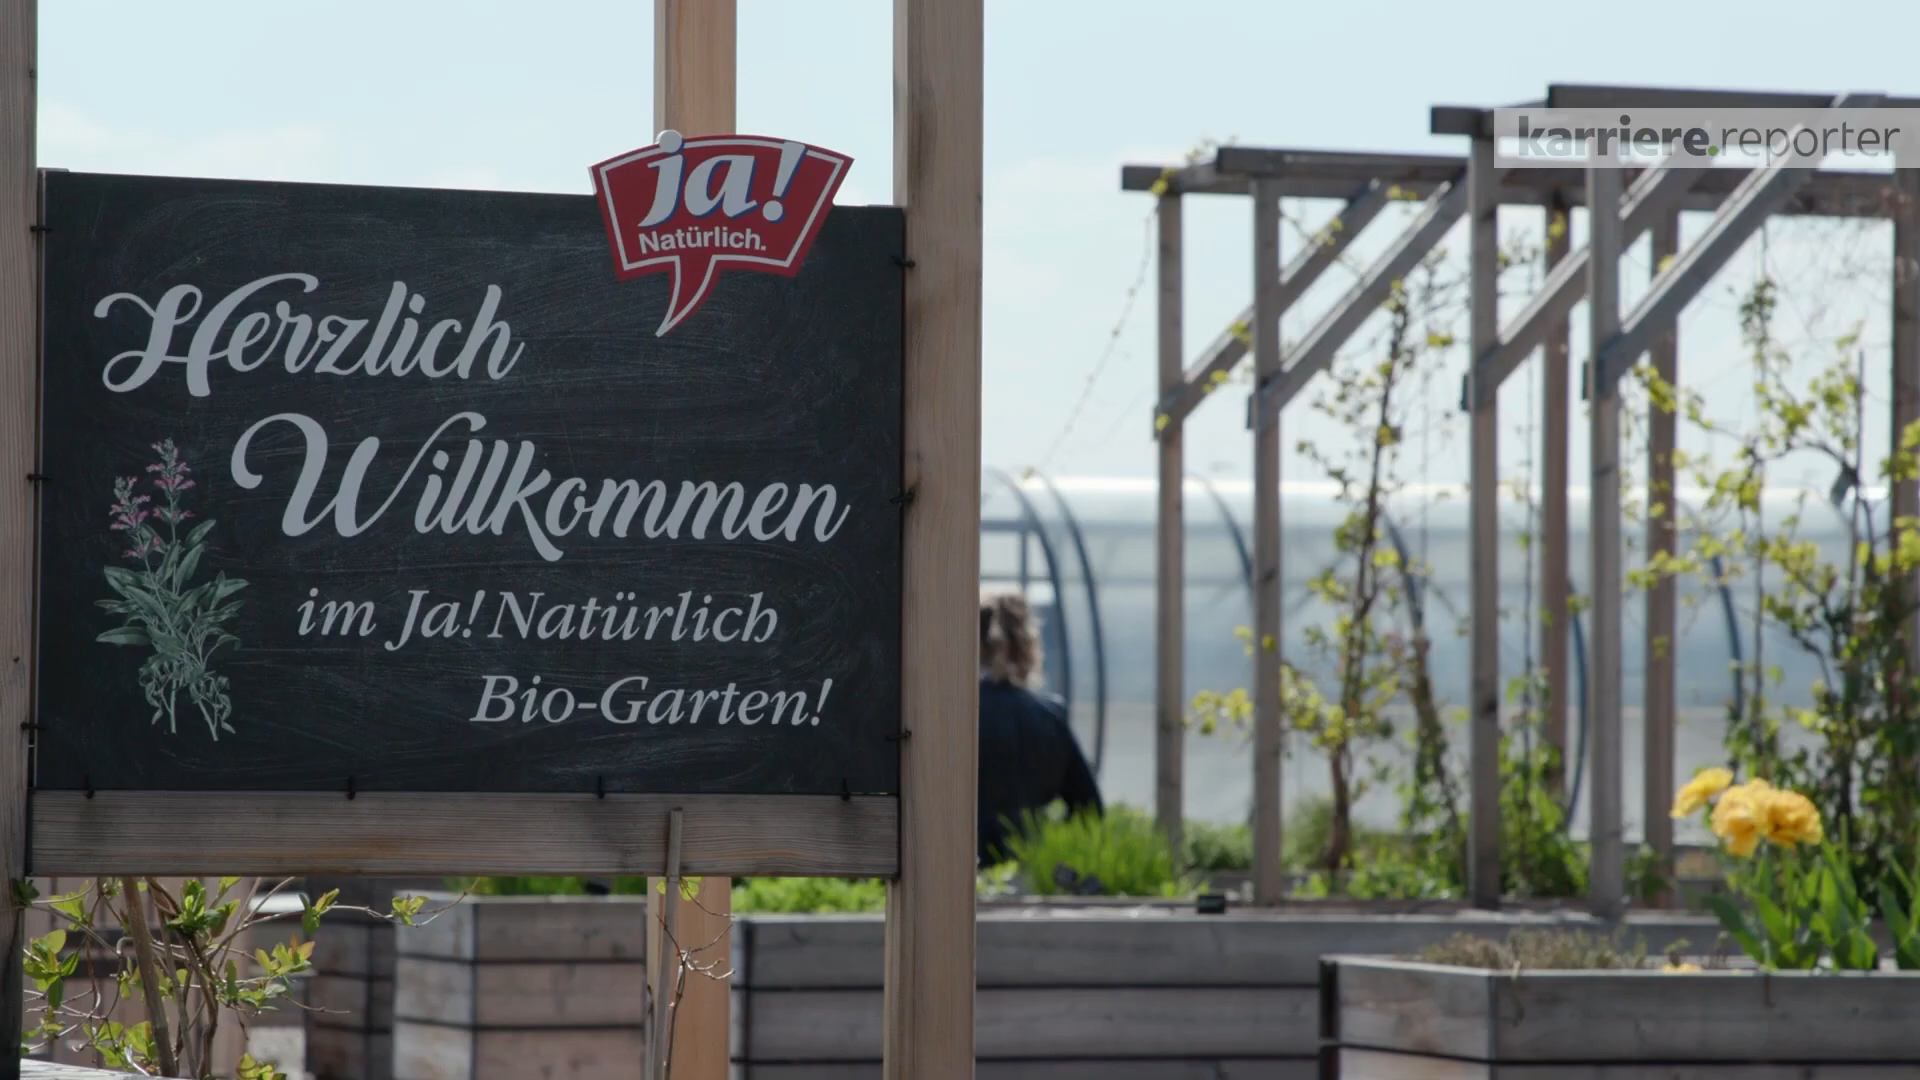 karriere.reporter
ja!
Natürlich.
Herzlich
Willkommen
im Ja! Natürlich
Bio-Garten!